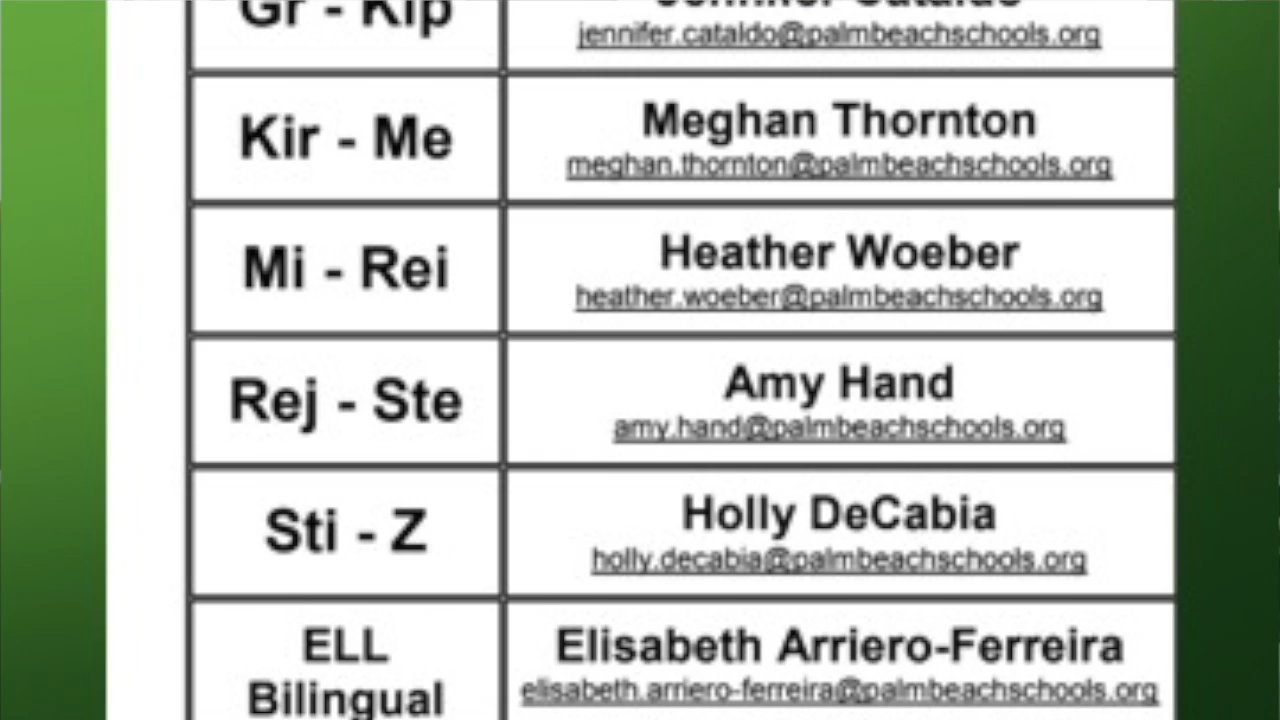 Gr - Kip
Jennifer Cataldo
jennifer.cataldo@palmbeachschools.org
Kir - Me
Meghan Thornton
meghan.thornton@palmbeachschools.org
Mi - Rei
Heather Woeber
heather.woeber@palmbeachschools.org
Rej - Ste
Amy Hand
amy.hand@palmbeachschools.org
Sti - Z
Holly DeCabia
holly.decabia@palmbeachschools.org
ELL
Bilingual
Elisabeth Arriero-Ferreira
elisabeth.arriero-ferreira@palmbeachschools.org